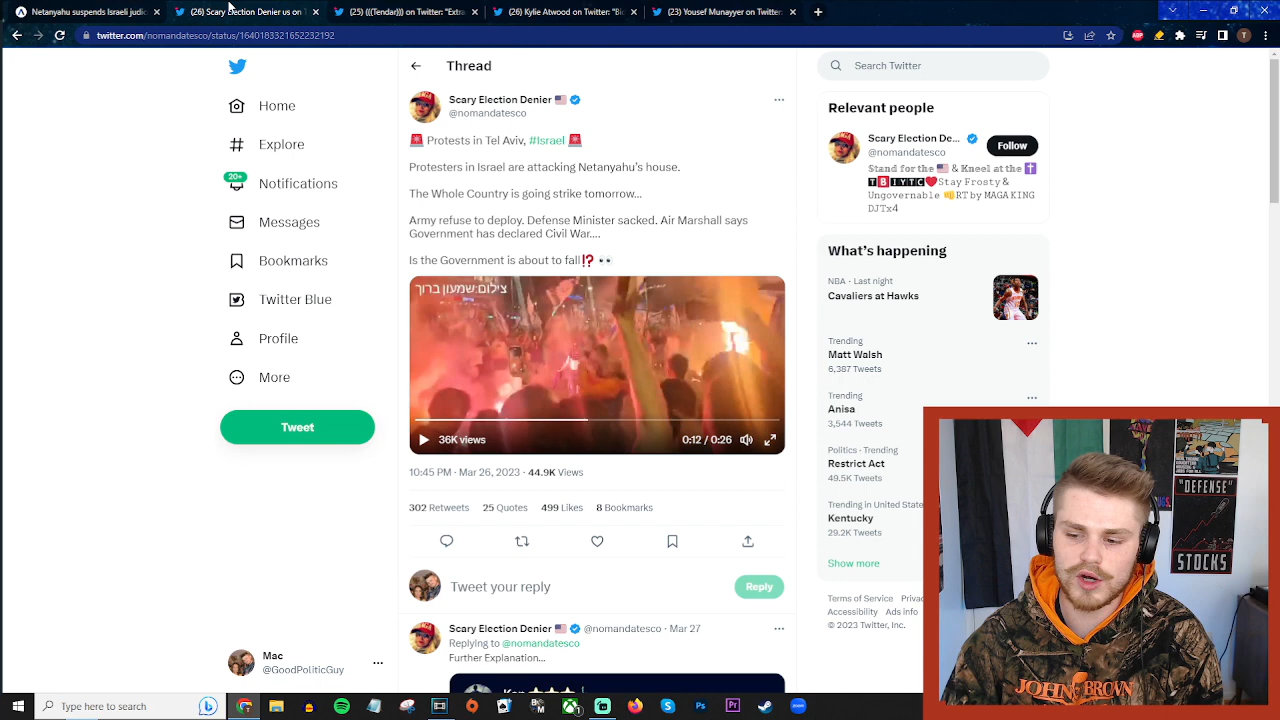 Netanyahu suspends Israeli judic
(26) Scary Election Denier us on
(25) (((Tendar))) on Twitter: "Extra
(26) Kylie Atwood on Twitter: "Bi
(23) Yousef Munayyer on Twitter:
twitter.com/nomandatesco/status/1640183321652232192
ABP
T
Thread
Search Twitter
Home
Explore
20+
Notifications
Messages
Bookmarks
Twitter Blue
Profile
More
Tweet
Mac
@GoodPoliticGuy
Scary Election Denier 🇺🇸
@nomandatesco
🚨 Protests in Tel Aviv, #Israel 🚨
Protesters in Israel are attacking Netanyahu's house.
The Whole Country is going strike tomorrow...
Army refuse to deploy. Defense Minister sacked. Air Marshall says
Government has declared Civil War....
Is the Government is about to fall⁉️ 👀
צילום:שמעון ברוך
36K views
0:12 / 0:26
10:45 PM · Mar 26, 2023 · 44.9K Views
302 Retweets 25 Quotes 499 Likes 8 Bookmarks
Tweet your reply
Reply
Scary Election Denier 🇺🇸 @nomandatesco · Mar 27
Replying to @nomandatesco
Further Explanation...
Relevant people
Scary Election De...
@nomandatesco
Follow
𝕊𝕥𝕒𝕟𝕕 𝕗𝕠𝕣 𝕥𝕙𝕖 🇺🇸 & 𝕂𝕟𝕖𝕖𝕝 𝕒𝕥 𝕥𝕙𝕖 ✝️
🆃🅱🅸🆈🆃🅲❤️𝚂𝚝𝚊𝚢 𝙵𝚛𝚘𝚜𝚝𝚢 &
𝚄𝚗𝚐𝚘𝚟𝚎𝚛𝚗𝚊𝚋𝚕𝚎 👊RT by MAGA KING
DJTx4
What's happening
NBA · Last night
Cavaliers at Hawks
Trending
Matt Walsh
6,387 Tweets
Trending
Anisa
3,544 Tweets
Politics · Trending
Restrict Act
49.5K Tweets
Trending in United State
Kentucky
29.2K Tweets
Show more
Terms of Service Priva
Accessibility Ads info
© 2023 Twitter, Inc.
"DEFENSE"
STOCKS
JOHN BROWN
Type here to search
Ps
Pr
zoom